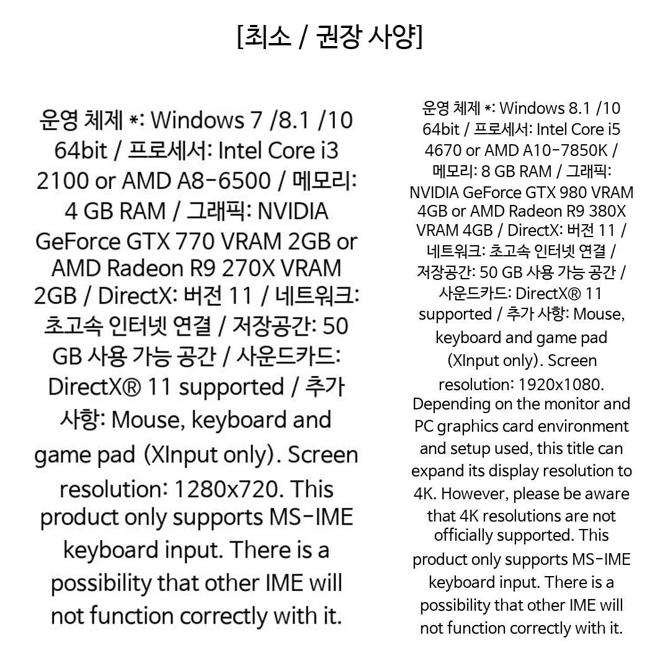 [최소 / 권장 사양]
운영 체제 *: Windows 7 /8.1 /10
64bit / 프로세서: Intel Core i3
2100 or AMD A8-6500 / 메모리:
4 GB RAM / 그래픽: NVIDIA
GeForce GTX 770 VRAM 2GB or
AMD Radeon R9 270X VRAM
2GB / DirectX: 버전 11 / 네트워크:
초고속 인터넷 연결 / 저장공간: 50
GB 사용 가능 공간 / 사운드카드:
DirectX® 11 supported / 추가
사항: Mouse, keyboard and
game pad (XInput only). Screen
resolution: 1280x720. This
product only supports MS-IME
keyboard input. There is a
possibility that other IME will
not function correctly with it.
운영 체제 *: Windows 8.1 /10
64bit / 프로세서: Intel Core i5
4670 or AMD A10-7850K /
메모리: 8 GB RAM / 그래픽:
NVIDIA GeForce GTX 980 VRAM
4GB or AMD Radeon R9 380X
VRAM 4GB / DirectX: 버전 11 /
네트워크: 초고속 인터넷 연결 /
저장공간: 50 GB 사용 가능 공간 /
사운드카드: DirectX® 11
supported / 추가 사항: Mouse,
keyboard and game pad
(XInput only). Screen
resolution: 1920x1080.
Depending on the monitor and
PC graphics card environment
and setup used, this title can
expand its display resolution to
4K. However, please be aware
that 4K resolutions are not
officially supported. This
product only supports MS-IME
keyboard input. There is a
possibility that other IME will
not function correctly with it.